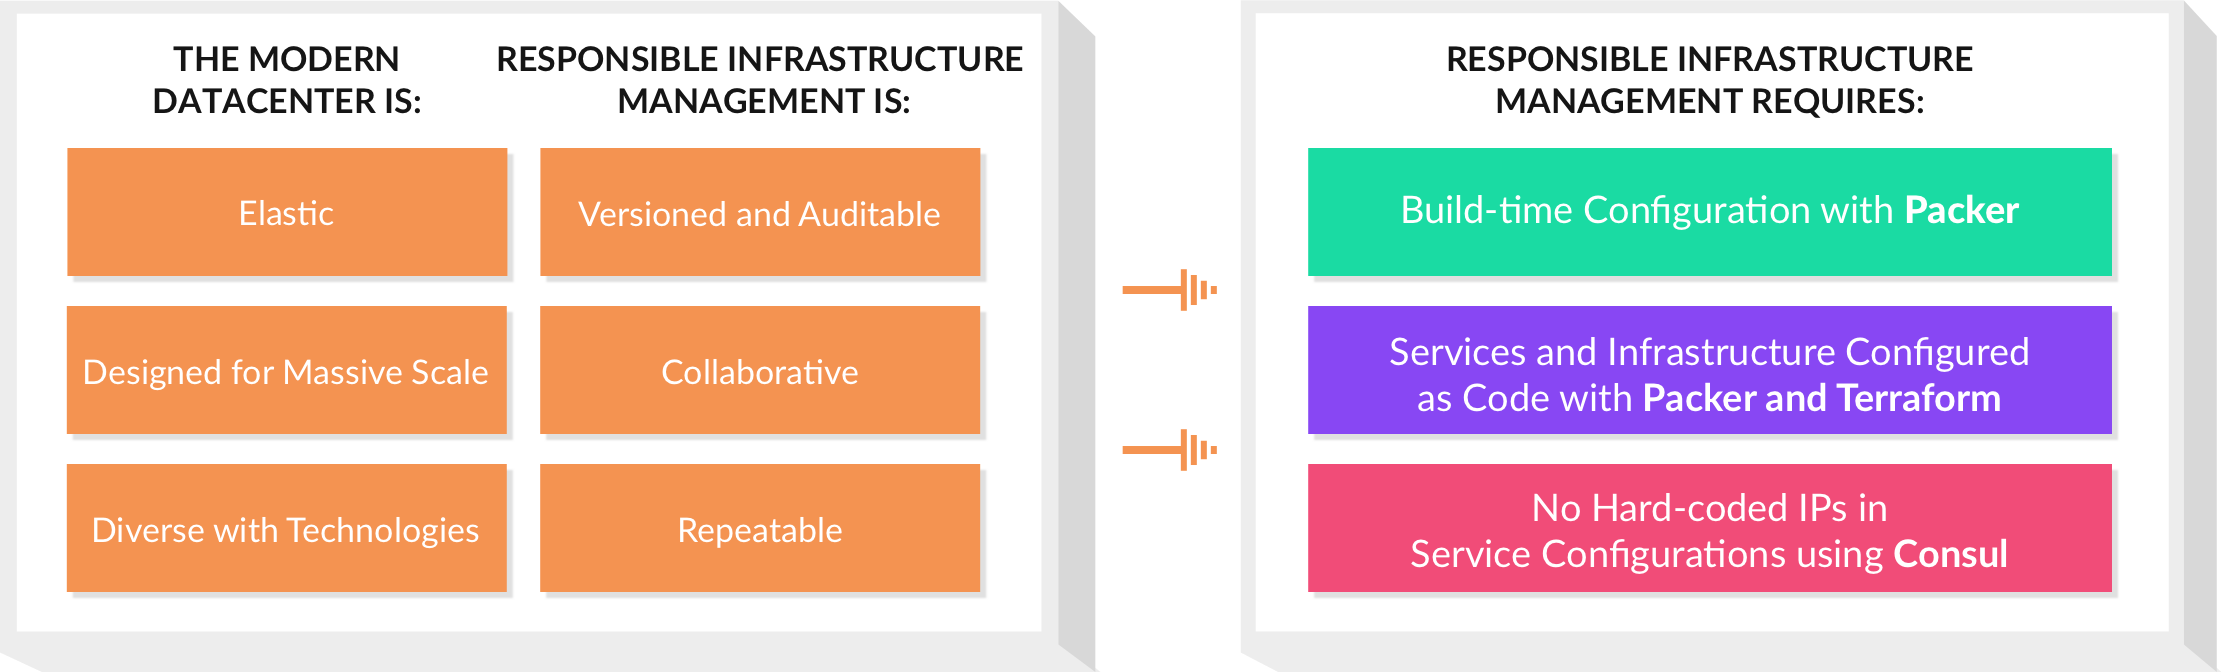 THE MODERN
DATACENTER IS:
Elastic
Designed for Massive Scale
Diverse with Technologies
RESPONSIBLE INFRASTRUCTURE
MANAGEMENT IS:
Versioned and Auditable
Collaborative
Repeatable
RESPONSIBLE INFRASTRUCTURE
MANAGEMENT REQUIRES:
Build-time Configuration with Packer
Services and Infrastructure Configured
as Code with Packer and Terraform
No Hard-coded IPs in
Service Configurations using Consul